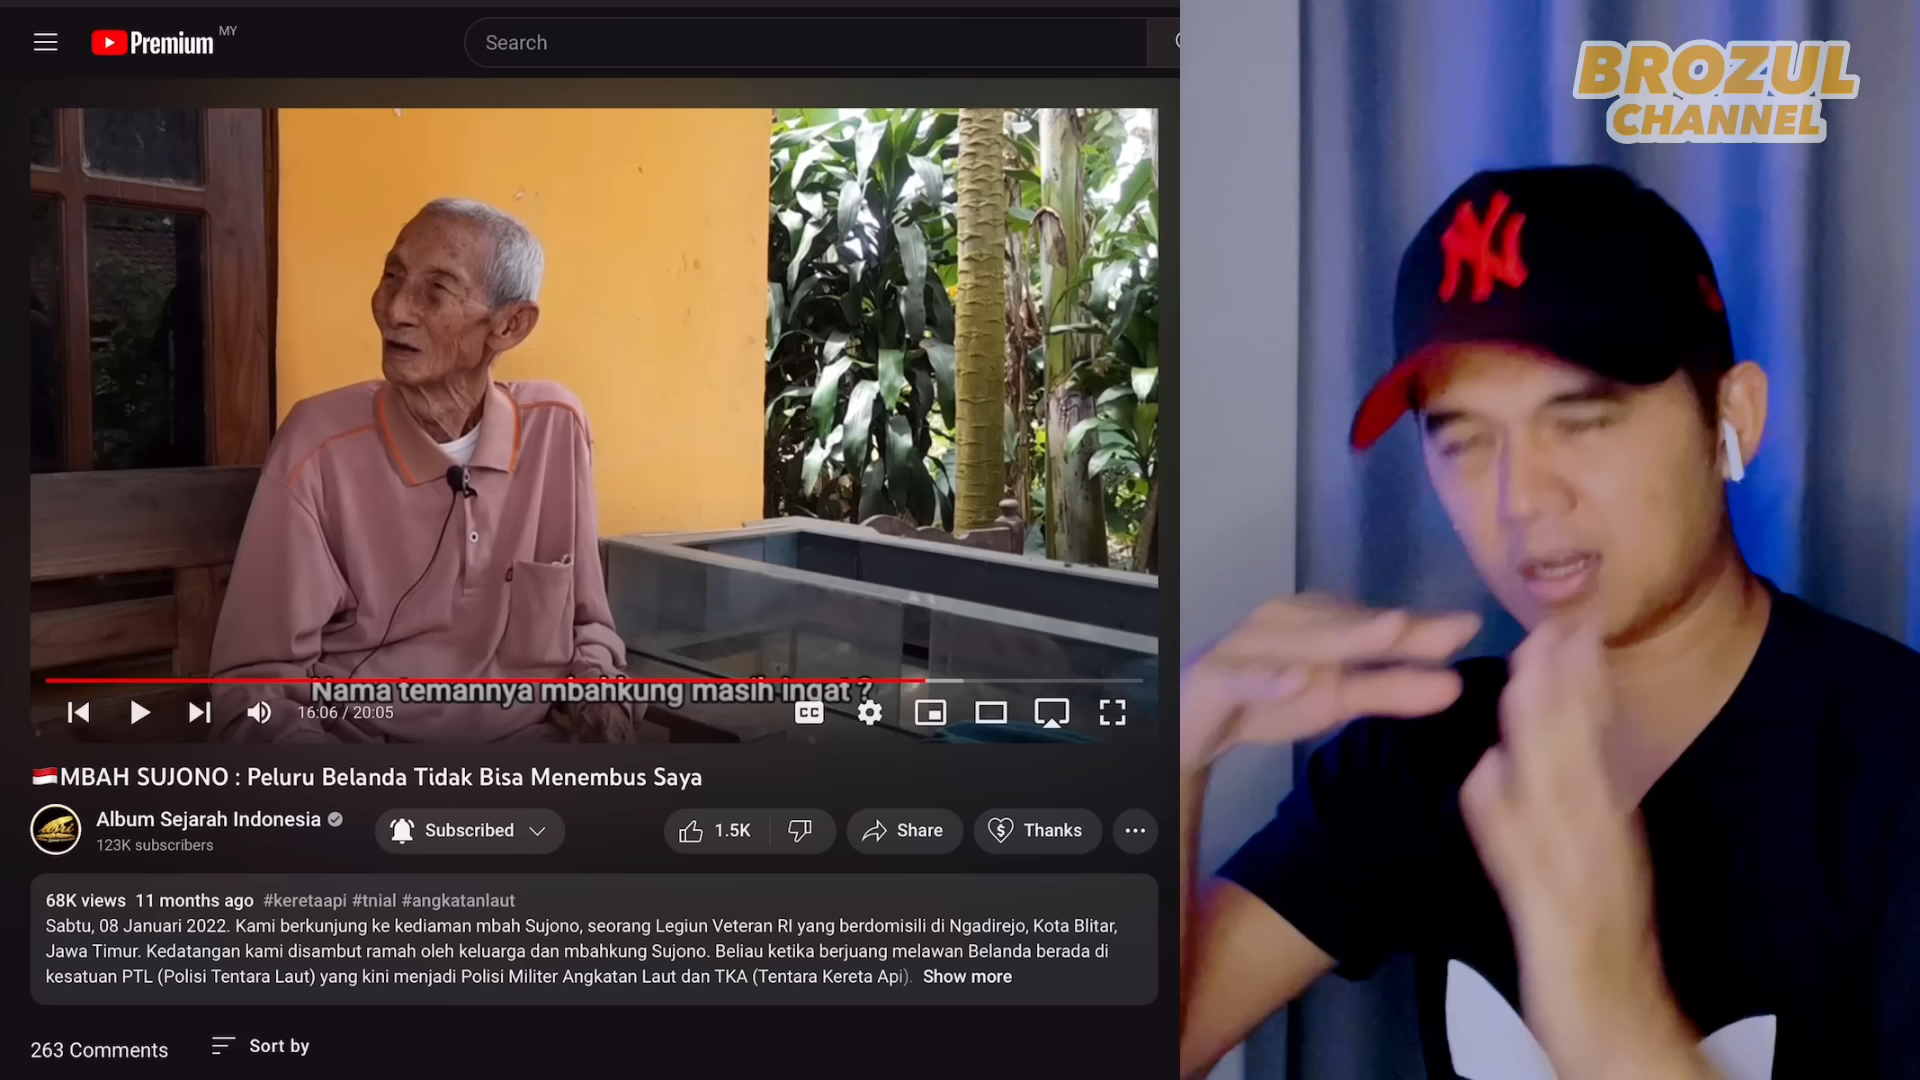 Premium MY
Search
BROZUL
CHANNEL
NY
Nama temannya mbahkung masih ingat ?
16:06 / 20:05
CC
MBAH SUJONO : Peluru Belanda Tidak Bisa Menembus Saya
Album Sejarah Indonesia
123K subscribers
Subscribed
1.5K
Share
Thanks
68K views 11 months ago #keretaapi #tnial #angkatanlaut
Sabtu, 08 Januari 2022. Kami berkunjung ke kediaman mbah Sujono, seorang Legiun Veteran RI yang berdomisili di Ngadirejo, Kota Blitar,
Jawa Timur. Kedatangan kami disambut ramah oleh keluarga dan mbahkung Sujono. Beliau ketika berjuang melawan Belanda berada di
kesatuan PTL (Polisi Tentara Laut) yang kini menjadi Polisi Militer Angkatan Laut dan TKA (Tentara Kereta Api). Show more
263 Comments
Sort by